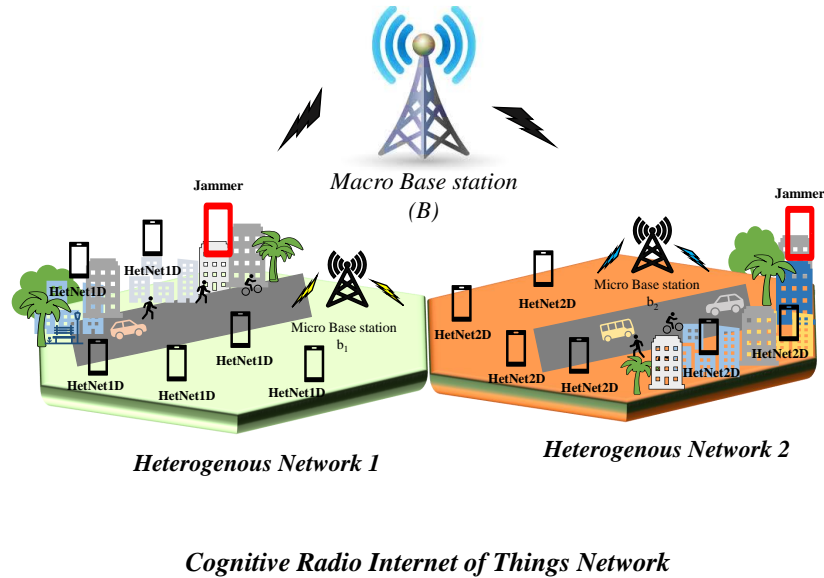 Macro Base station
(B)
Jammer
HetNet1D
HetNet1D
Micro Base station
b1
HetNet1D
HetNet1D
HetNet1D
HetNet1D
Heterogenous Network 1
Jammer
HetNet2D
HetNet2D
Micro Base station
b2
HetNet2D
HetNet2D
HetNet2D
HetNet2D
Heterogenous Network 2
Cognitive Radio Internet of Things Network